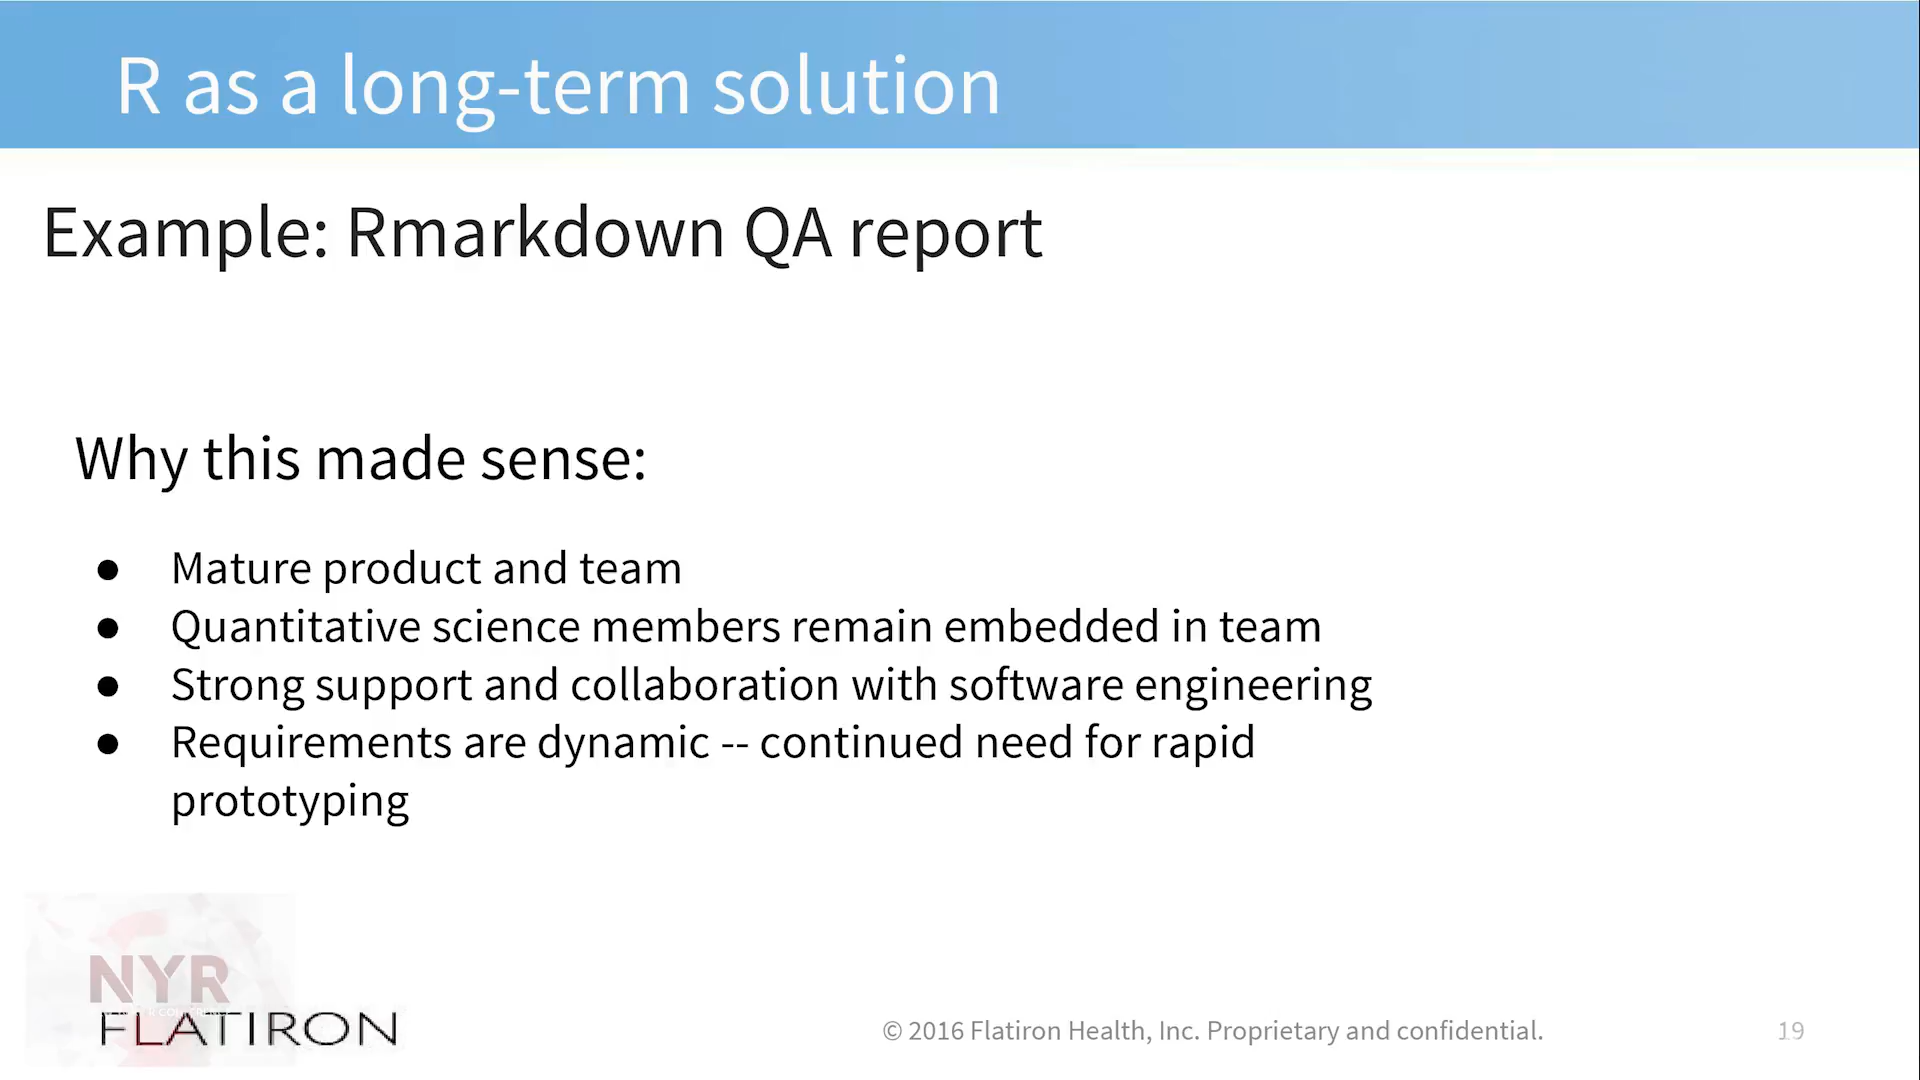 R as a long-term solution
Example: Rmarkdown QA report
Why this made sense:
● Mature product and team
● Quantitative science members remain embedded in team
● Strong support and collaboration with software engineering
● Requirements are dynamic -- continued need for rapid
prototyping
NYR
FLATIRON
© 2016 Flatiron Health, Inc. Proprietary and confidential.
19